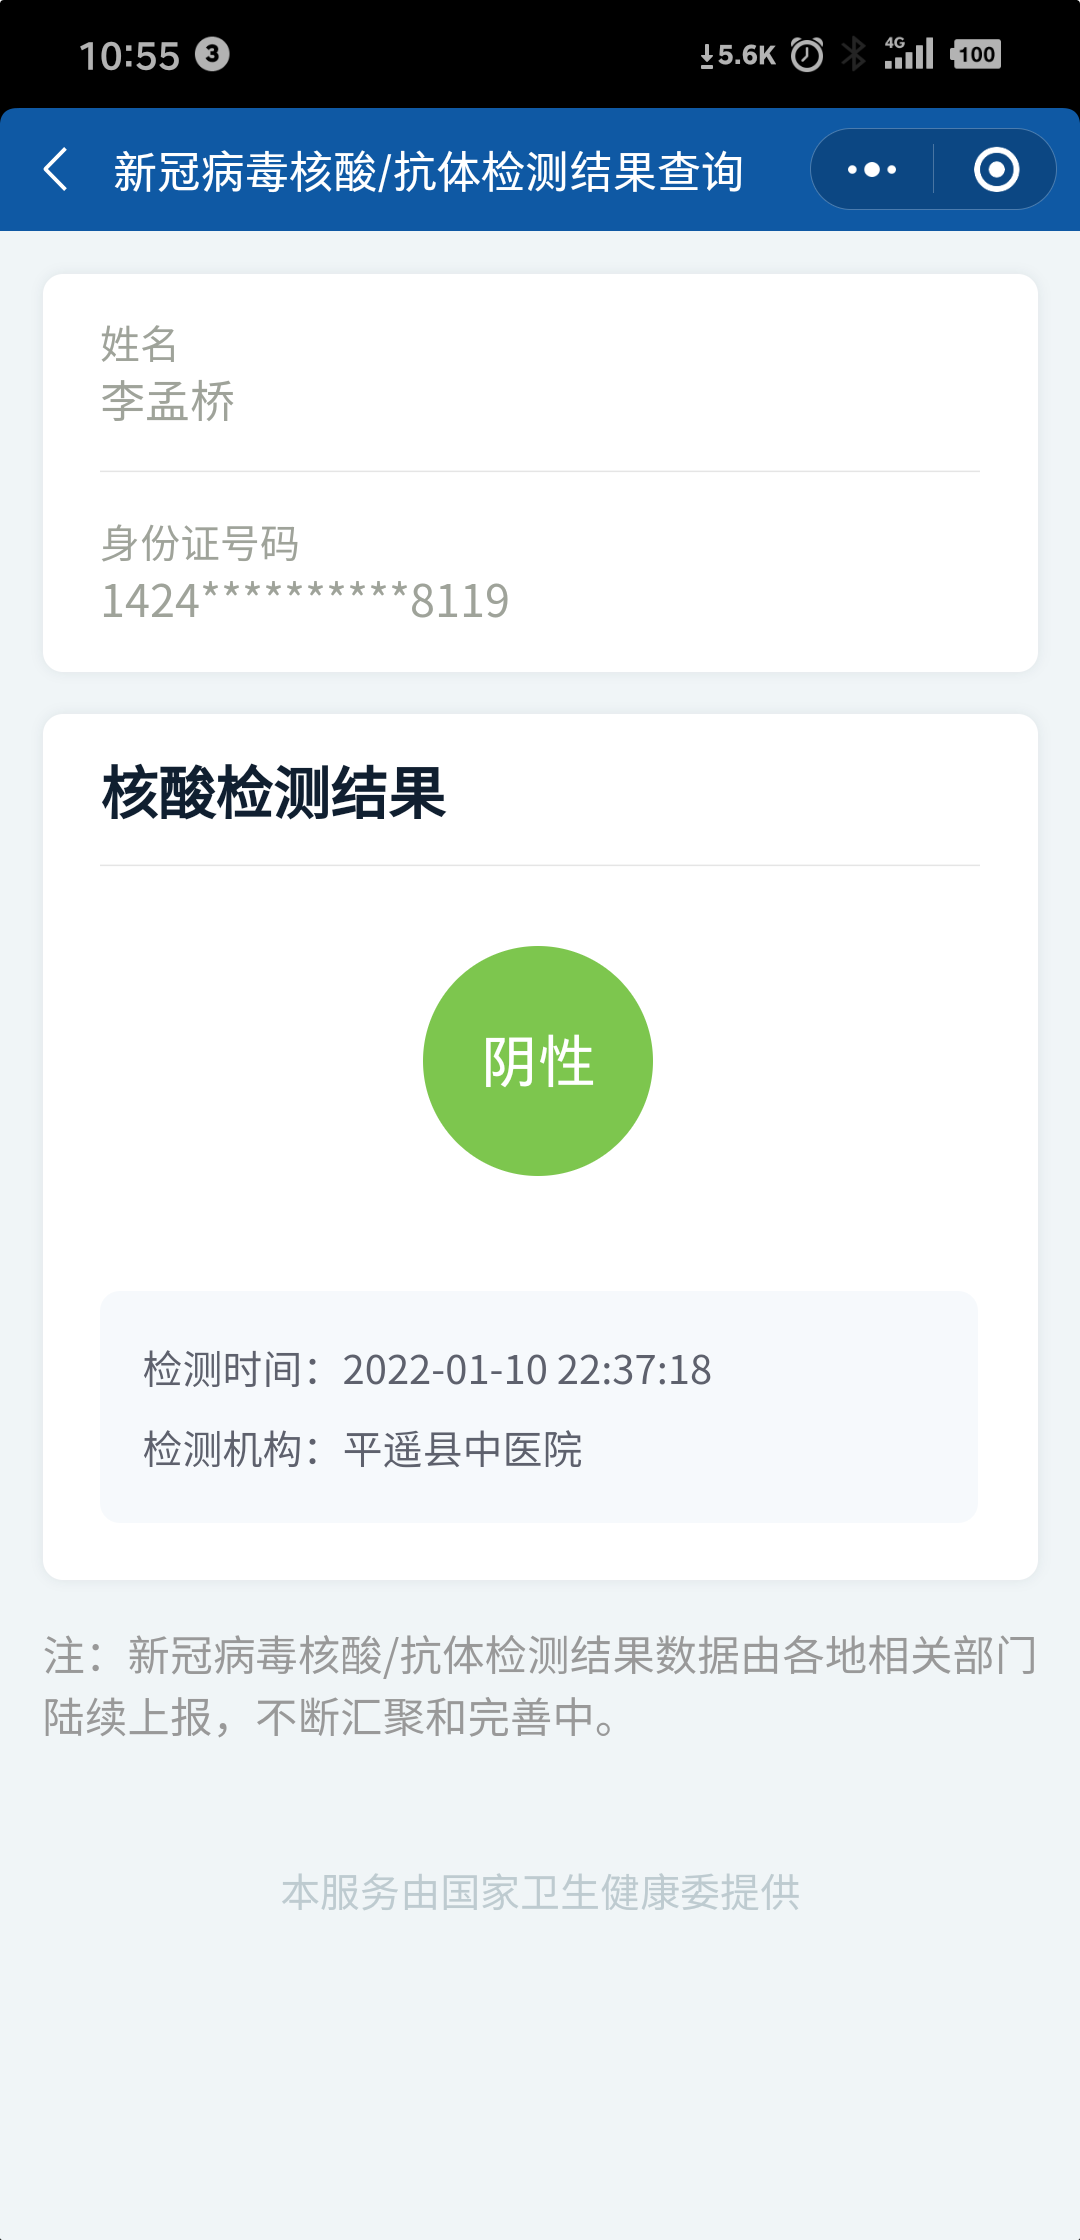 10:55 3 5.6K 4G 100
新冠病毒核酸/抗体检测结果查询
姓名
李孟桥
身份证号码
1424**********8119
核酸检测结果
阴性
检测时间：2022-01-10 22:37:18
检测机构：平遥县中医院
注：新冠病毒核酸/抗体检测结果数据由各地相关部门
陆续上报，不断汇聚和完善中。
本服务由国家卫生健康委提供